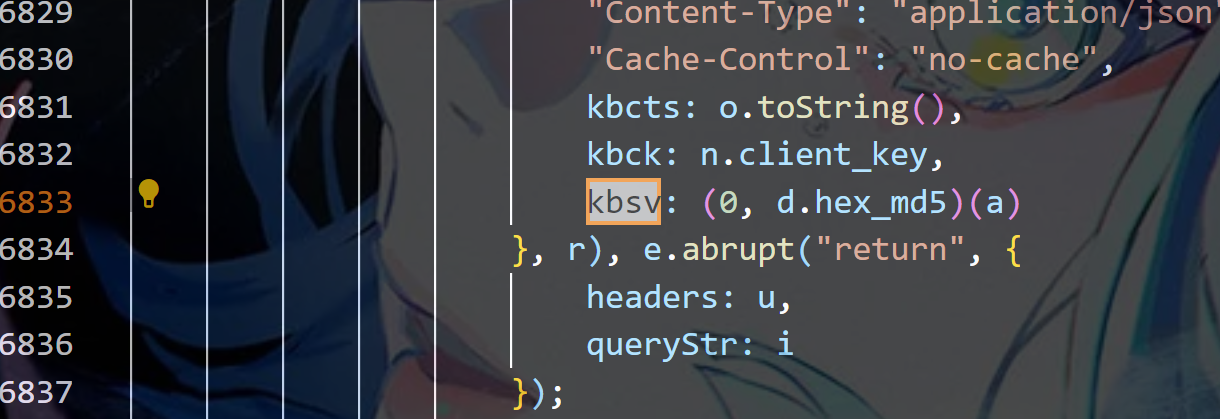 6829 "Content-Type": "application/json"
6830 "Cache-Control": "no-cache",
6831 kbcts: o.toString(),
6832 kbck: n.client_key,
6833 kbsv: (0, d.hex_md5)(a)
6834 }, r), e.abrupt("return", {
6835 headers: u,
6836 queryStr: i
6837 });